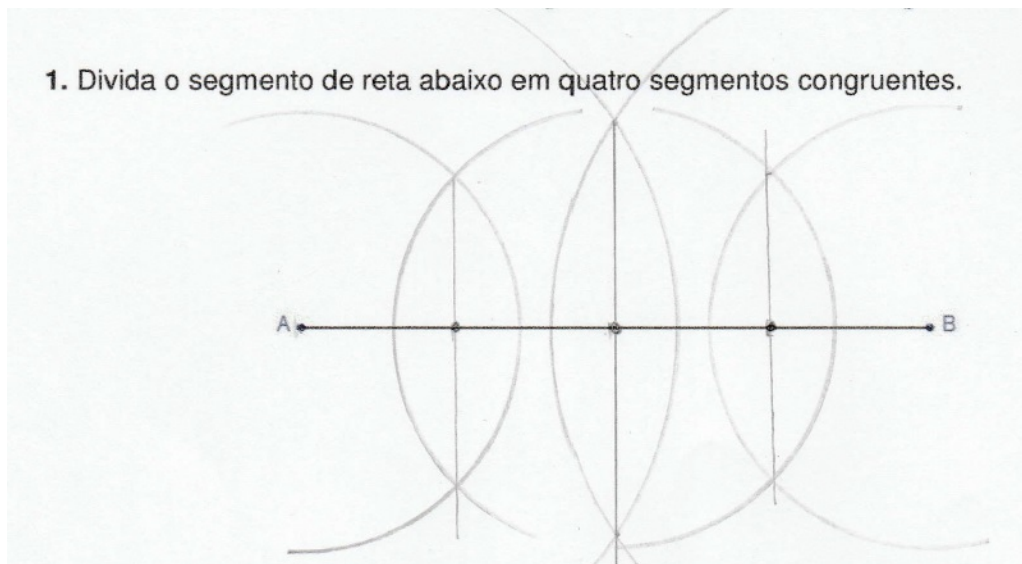 1. Divida o segmento de reta abaixo em quatro segmentos congruentes.
A B